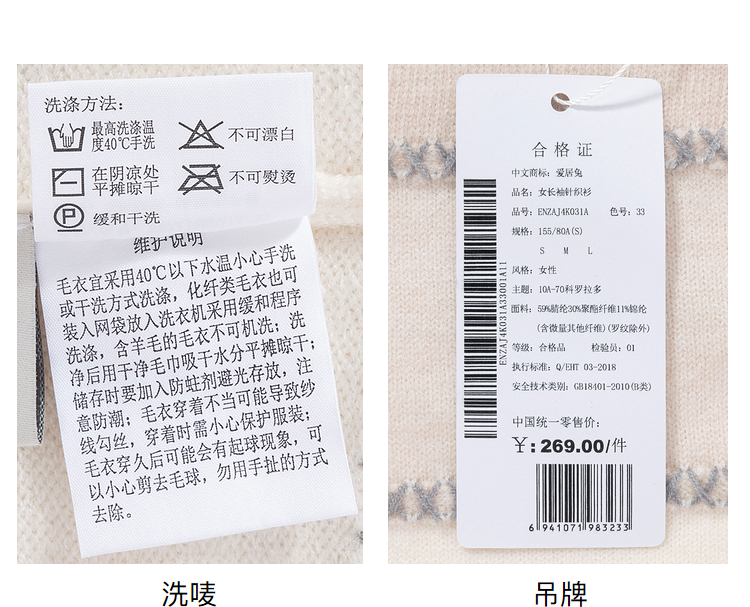 洗涤方法：
最高洗涤温
度40℃手洗
不可漂白
在阴凉处
平摊晾干
不可熨烫
P
缓和干洗
维护说明
毛衣宜采用40℃以下水温小心手洗
或干洗方式洗涤，化纤类毛衣也可
装入网袋放入洗衣机采用缓和程序
洗涤，含羊毛的毛衣不可机洗；洗
净后用干净毛巾吸干水分平摊晾干；
储存时要加入防蛀剂避光存放，注
意防潮；毛衣穿着不当可能导致纱
线勾丝，穿着时需小心保护服装；
毛衣穿久后可能会有起球现象，可
以小心剪去毛球，勿用手扯的方式
去除。
洗唛
合格证
中文商标：爱居兔
品名：女长袖针织衫
品号：ENZAJ4K031A 色号：33
规格：155/80A(S)
S M L
风格：女性
主题：10A-70科罗拉多
面料：59%腈纶30%聚酯纤维11%锦纶
(含微量其他纤维)(罗纹除外)
等级：合格品 检验员：01
执行标准：Q/EHT 03-2018
安全技术类别：GB18401-2010(B类)
ENZAJ4K031A33001A11
中国统一零售价：
¥:269.00/件
6 941071 983233
吊牌